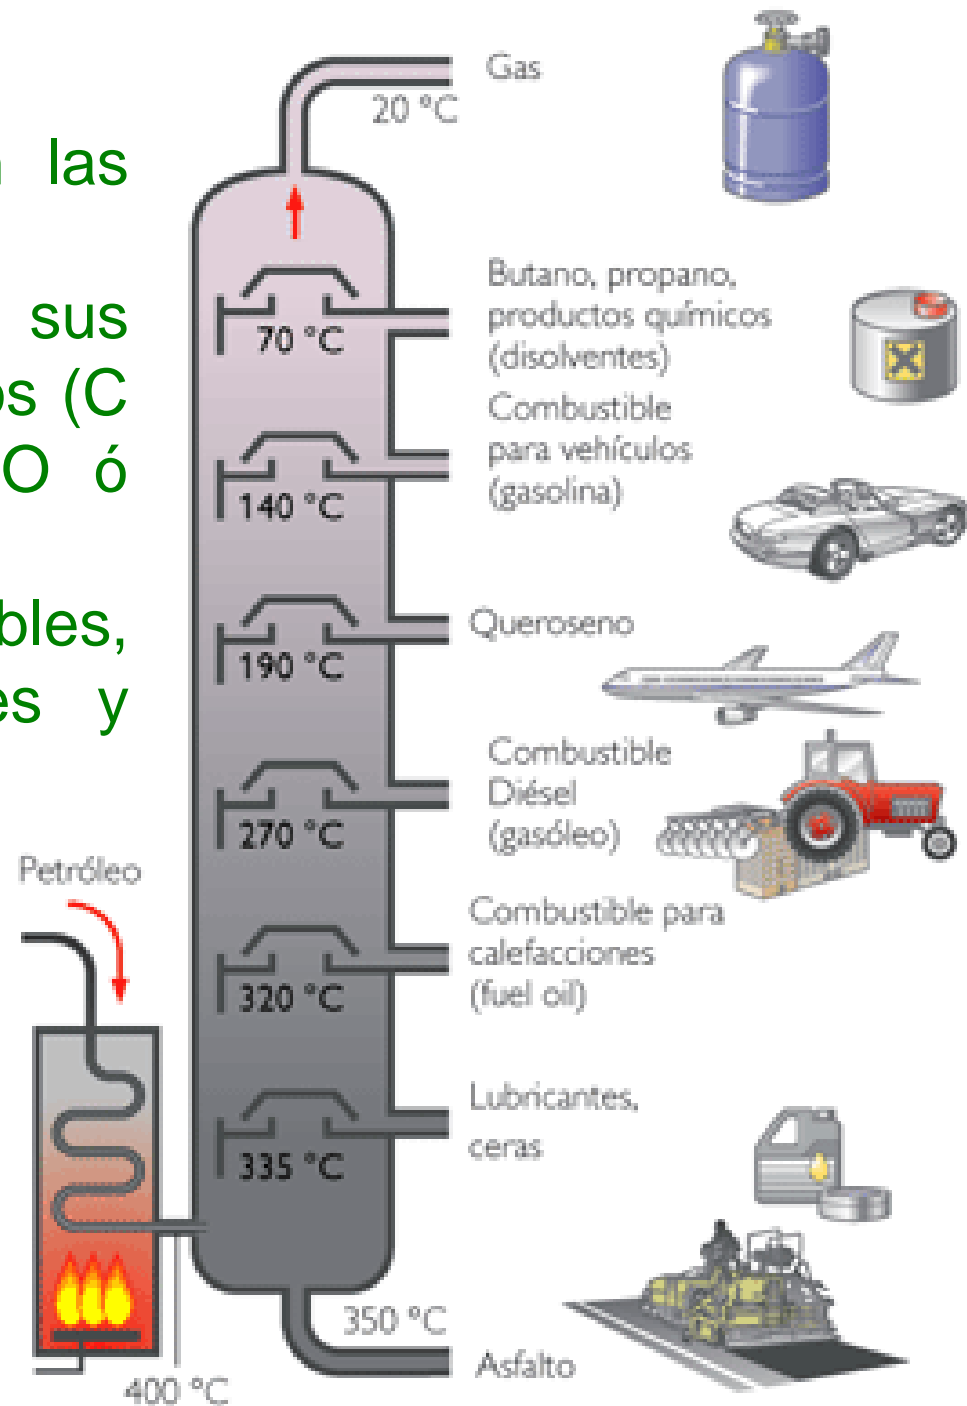 Gas
20 °C
las
sus
os (C
O ó
bles,
es y
70 °C
Butano, propano,
productos químicos
(disolventes)
140 °C
Combustible
para vehículos
(gasolina)
190 °C
Queroseno
270 °C
Combustible
Diésel
(gasóleo)
Petróleo
320 °C
Combustible para
calefacciones
(fuel oil)
335 °C
Lubricantes,
ceras
350 °C
Asfalto
400 °C